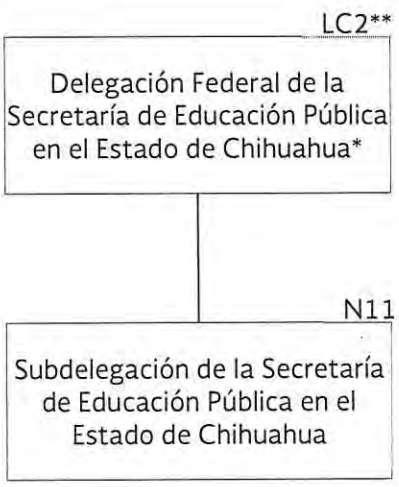 LC2**
Delegación Federal de la
Secretaría de Educación Pública
en el Estado de Chihuahua*
N11
Subdelegación de la Secretaría
de Educación Pública en el
Estado de Chihuahua